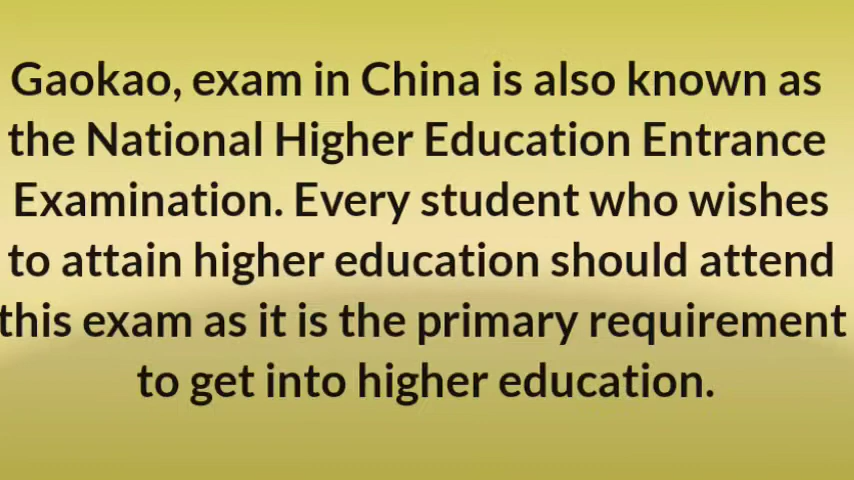 Gaokao, exam in China is also known as
the National Higher Education Entrance
Examination. Every student who wishes
to attain higher education should attend
this exam as it is the primary requirement
to get into higher education.